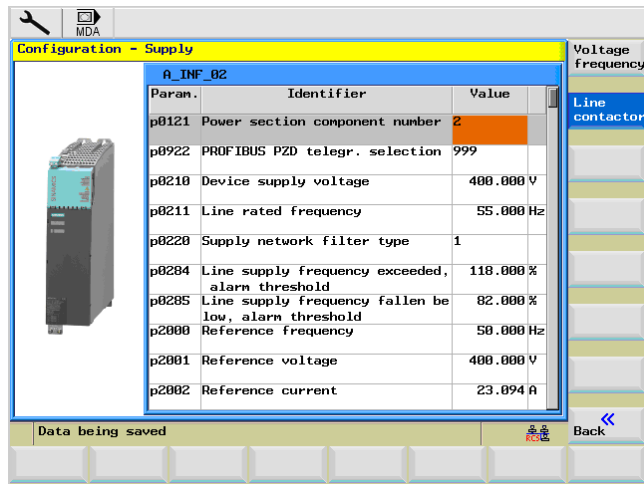 MDA
Configuration - Supply
Voltage
frequency
A_INF_02
Param. Identifier Value
Line
contactor
p0121 Power section component number 2
p0922 PROFIBUS PZD telegr. selection 999
p0210 Device supply voltage 400.000 V
p0211 Line rated frequency 55.000 Hz
p0220 Supply network filter type 1
p0284 Line supply frequency exceeded, 118.000 %
alarm threshold
p0285 Line supply frequency fallen be 82.000 %
low, alarm threshold
p2000 Reference frequency 50.000 Hz
p2001 Reference voltage 400.000 V
p2002 Reference current 23.094 A
Data being saved
RCS
Back